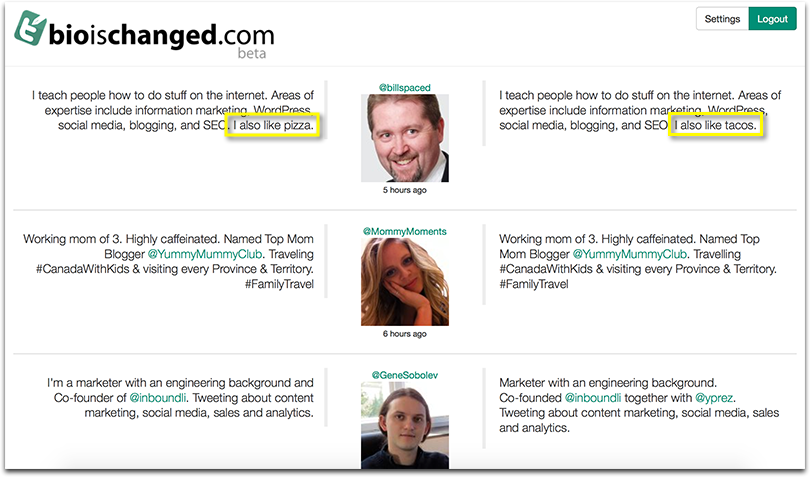 bioischanged.com
beta
Settings
Logout
I teach people how to do stuff on the internet. Areas of
expertise include information marketing, WordPress,
social media, blogging, and SEO. I also like pizza.
@billspaced
5 hours ago
I teach people how to do stuff on the internet. Areas of
expertise include information marketing, WordPress,
social media, blogging, and SEO. I also like tacos.
Working mom of 3. Highly caffeinated. Named Top Mom
Blogger @YummyMummyClub. Traveling
#CanadaWithKids & visiting every Province & Territory.
#FamilyTravel
@MommyMoments
6 hours ago
Working mom of 3. Highly caffeinated. Named Top
Mom Blogger @YummyMummyClub. Travelling
#CanadaWithKids & visiting every Province & Territory.
#FamilyTravel
I'm a marketer with an engineering background and
Co-founder of @inboundli. Tweeting about content
marketing, social media, sales and analytics.
@GeneSobolev
Marketer with an engineering background.
Co-founded @inboundli together with @yprez.
Tweeting about content marketing, social media, sales
and analytics.